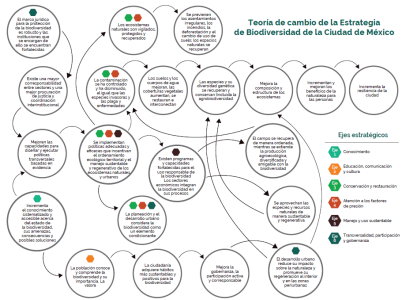 Teoría de cambio de la Estrategia
de Biodiversidad de la Ciudad de México
El marco jurídico
para la protección de
la biodiversidad es
robusto y las
instituciones que
se encargan de
ello se encuentran
fortalecidas
Los ecosistemas
naturales son vigilados,
protegidos y
recuperados
Se previenen
los asentamientos
irregulares, los
incendios, la
deforestación y el
cambio de uso de
suelo; los espacios
naturales se
recuperan
Existe una mayor
corresponsabilidad
entre sectores y una
mejor procuración
de justicia y
coordinación
interinstitucional
La contaminación
se ha controlado
y ha disminuido,
al igual que las
especies invasoras y
las plagas y
enfermedades
Los suelos y los
cuerpos de agua
mejoran, las
coberturas vegetales
aumentan, se
restauran e
interconectan
Las especies y su
diversidad genética
se recuperan y
conservan incluida
la agrobiodiversidad
Mejora la
composición y
estructura de los
ecosistemas
Incrementan y
mejoran los
beneficios de la
naturaleza para
las personas
Incrementa la
resiliencia de la
ciudad
Mejoran las
capacidades para
diseñar y ejecutar
políticas
transversales
basadas en
evidencia
Se implementan
políticas adecuadas y
eficaces que incentivan
el ordenamiento
ecológico territorial y el
manejo sustentable
y regenerativo de los
ecosistemas naturales y
urbanos
Existen programas
y capacidades
fortalecidas para el
uso responsable de
la biodiversidad.
Los sectores
económicos integran
la biodiversidad en
sus procesos
El campo se recupera
de manera ordenada,
mientras se extiende
la producción
agroecológica,
diversificada y
amigable con la
biodiversidad
Ejes estratégicos
Conocimiento
Educación, comunicación
y cultura
Conservación y restauración
Atención a los factores
de presión
Manejo y uso sustentable
Transversalidad, participación
y gobernanza
Incrementa
el conocimiento
sistematizado y
accesible acerca
del estado de
la biodiversidad,
sus amenazas,
consecuencias y
posibles soluciones
La planeación y el
desarrollo urbano
considera la
biodiversidad como
un elemento
condicionante
Se aprovechan las
especies y recursos
naturales de
manera sustentable
y regenerativa
La población conoce
y comprende la
biodiversidad y su
importancia. La
valora
La ciudadanía
adquiere hábitos
más sustentables y
positivos para la
biodiversidad
Mejora la
gobernanza, la
participación activa
y corresponsable
El desarrollo urbano
reduce su impacto
sobre la naturaleza y
promueve su
regeneración al interior
y en las zonas
periurbanas